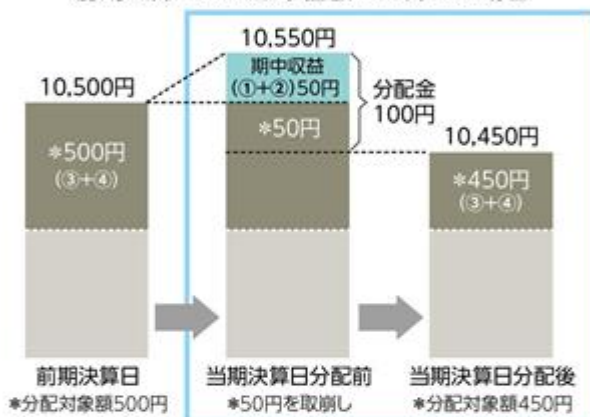 10,550円
期中収益
(①+②)50円
10,500円
分配金
100円
*50円
10,450円
*500円
(③+④)
*450円
(③+④)
前期決算日
当期決算日分配前
当期決算日分配後
*分配対象額500円
*50円を取崩し
*分配対象額450円